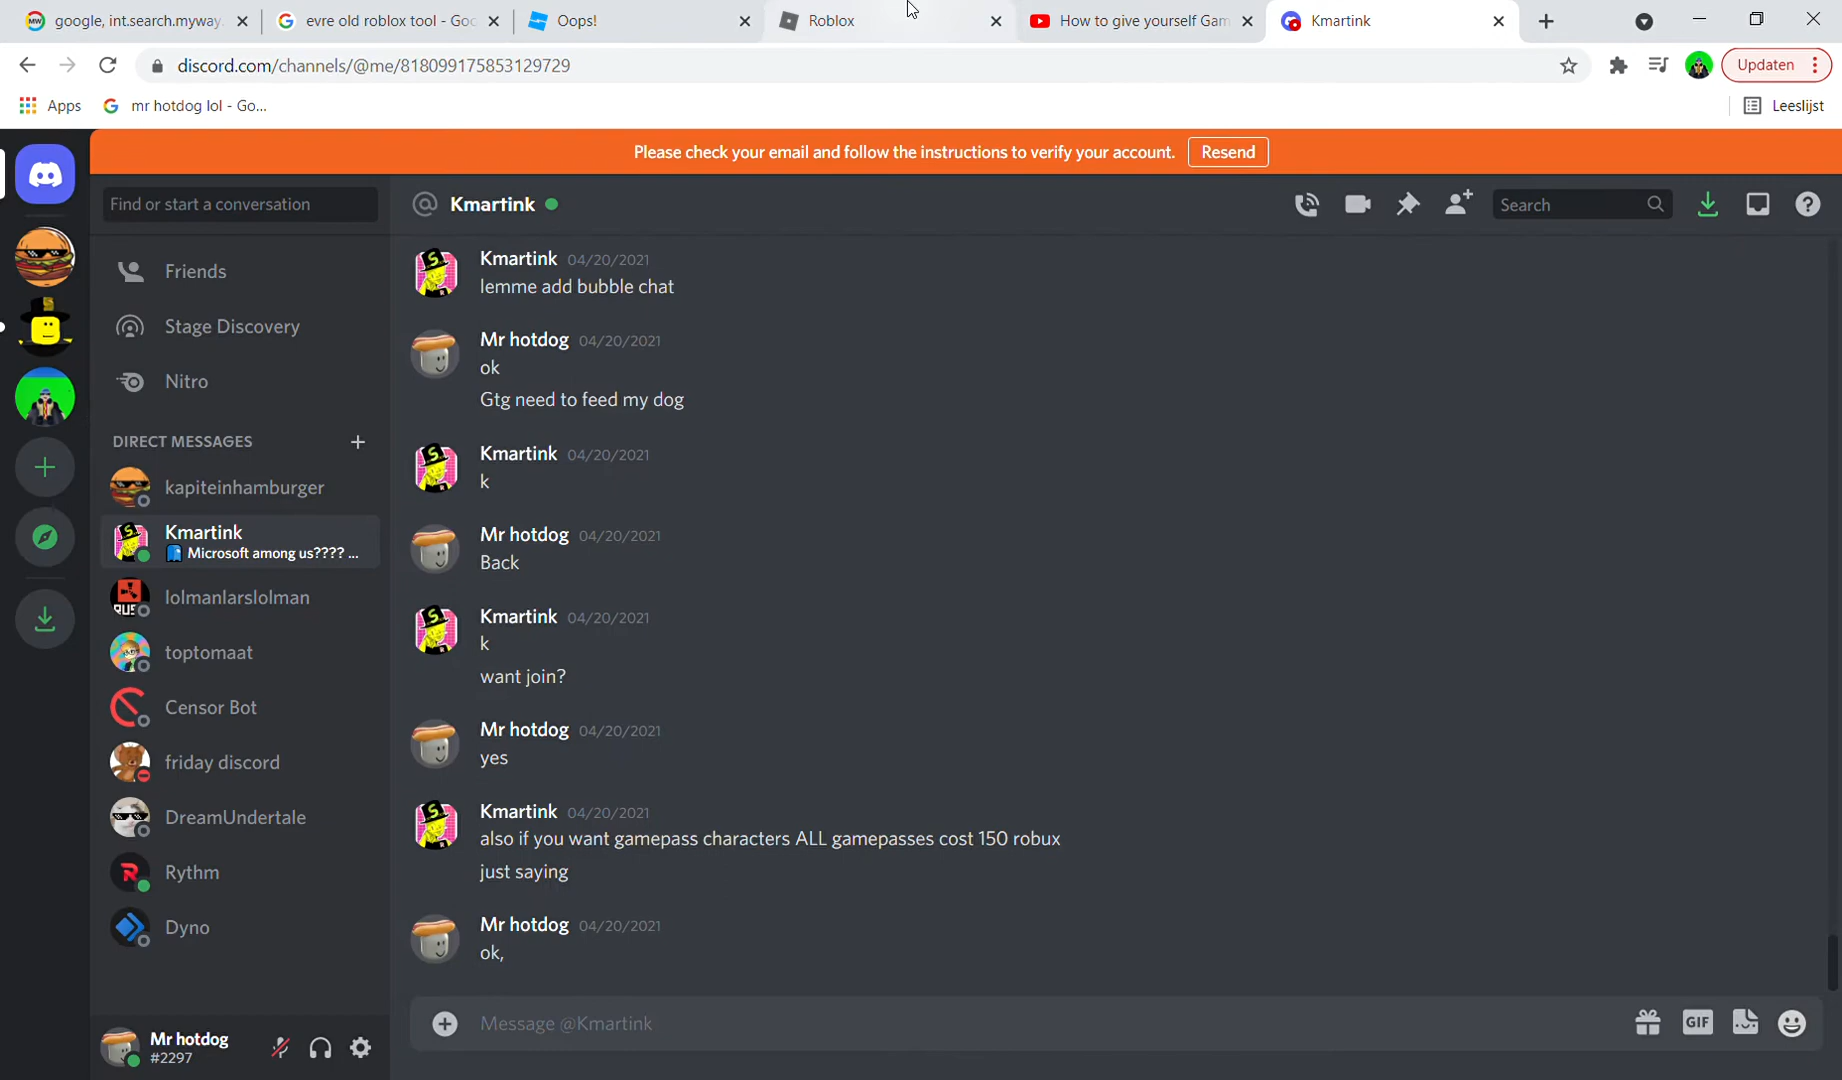 google, int.search.myway.
evre old roblox tool - Goo
Oops!
Roblox
How to give yourself Gam
Kmartink
discord.com/channels/@me/818099175853129729
Updaten
Apps
mr hotdog lol - Go...
Leeslijst
Please check your email and follow the instructions to verify your account.
Resend
Find or start a conversation
Kmartink
Search
Friends
Stage Discovery
Nitro
DIRECT MESSAGES
kapiteinhamburger
Kmartink
Microsoft among us???? ...
lolmanlarslolman
toptomaat
Censor Bot
friday discord
DreamUndertale
Rythm
Dyno
Mr hotdog
#2297
Kmartink 04/20/2021
lemme add bubble chat
Mr hotdog 04/20/2021
ok
Gtg need to feed my dog
Kmartink 04/20/2021
k
Mr hotdog 04/20/2021
Back
Kmartink 04/20/2021
k
want join?
Mr hotdog 04/20/2021
yes
Kmartink 04/20/2021
also if you want gamepass characters ALL gamepasses cost 150 robux
just saying
Mr hotdog 04/20/2021
ok,
Message @Kmartink
GIF